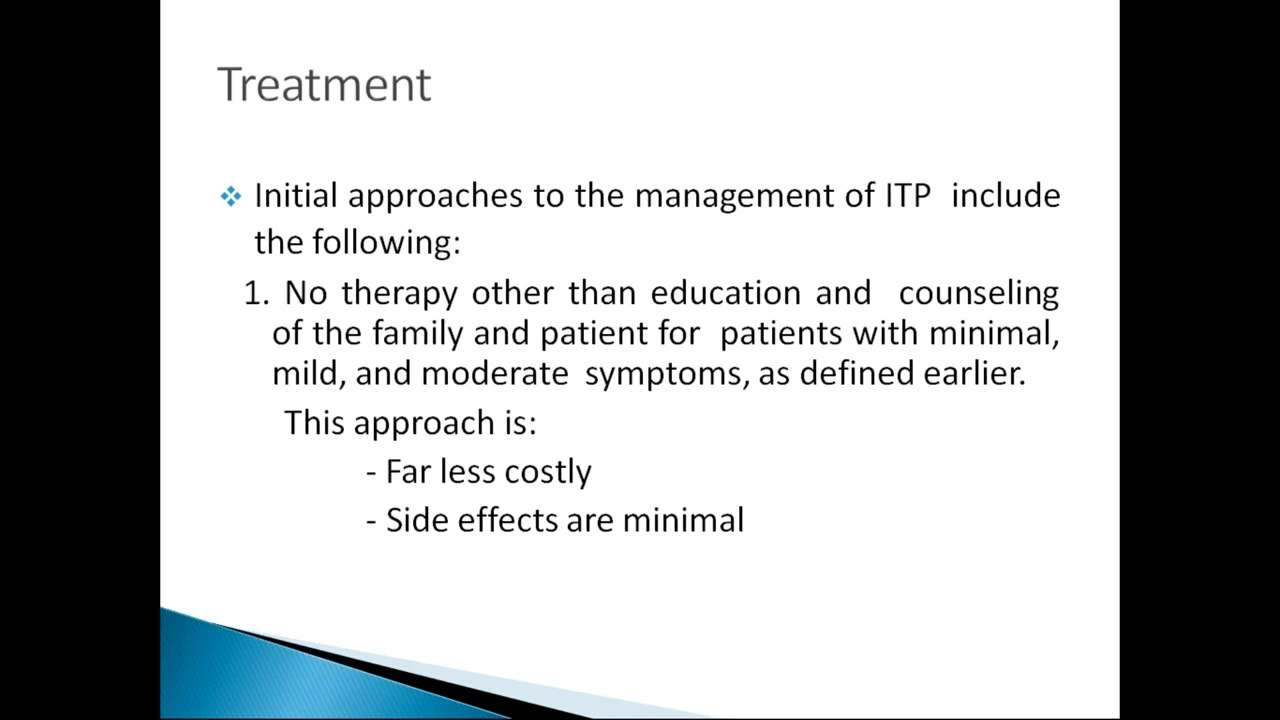 Treatment
❖ Initial approaches to the management of ITP include
the following:
1. No therapy other than education and counseling
of the family and patient for patients with minimal,
mild, and moderate symptoms, as defined earlier.
This approach is:
- Far less costly
- Side effects are minimal